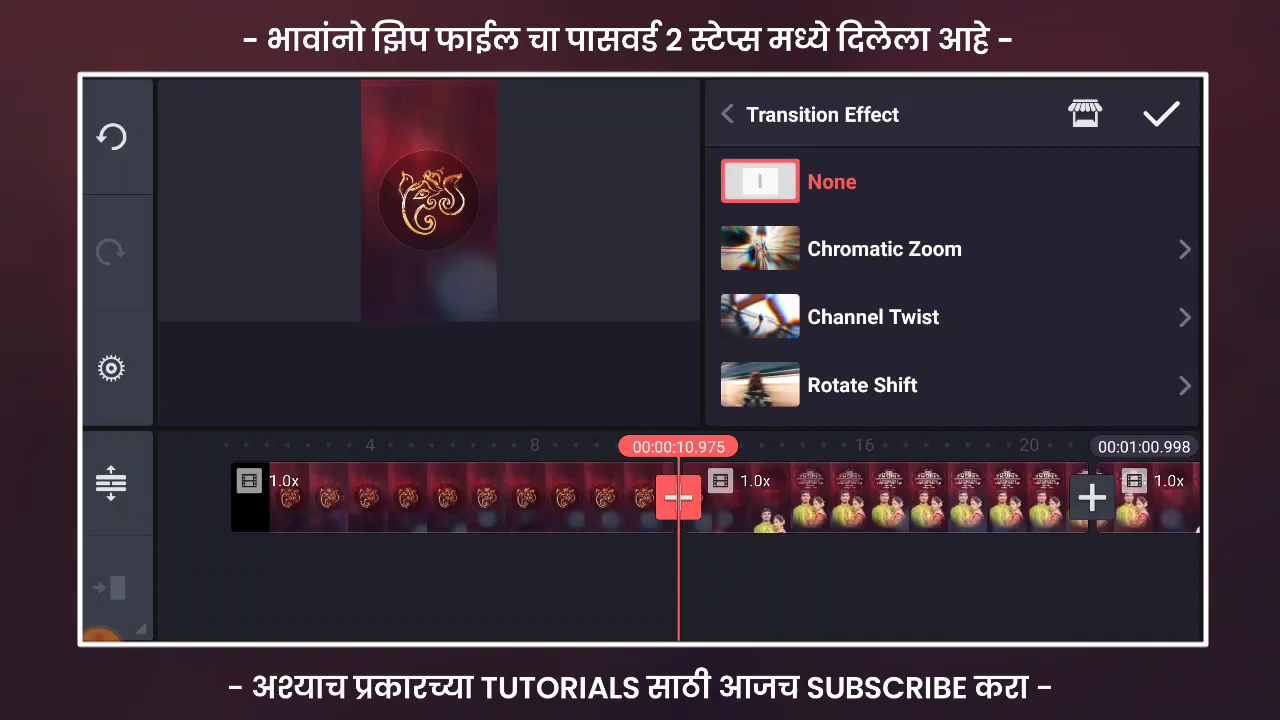 - भावांनो झिप फाईल चा पासवर्ड 2 स्टेप्स मध्ये दिलेला आहे -
Transition Effect
None
Chromatic Zoom
Channel Twist
Rotate Shift
4
8
00:00:10.975
16
20
00:01:00.998
1.0x
1.0x
1.0x
- अश्याच प्रकारच्या TUTORIALS साठी आजच SUBSCRIBE करा -